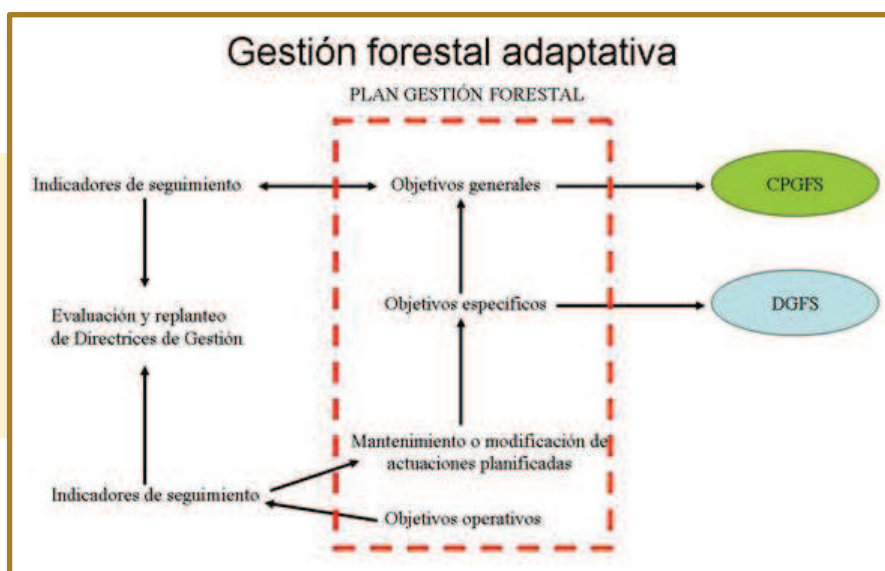 Gestión forestal adaptativa
PLAN GESTIÓN FORESTAL
Indicadores de seguimiento
Objetivos generales
CPGFS
Objetivos específicos
DGFS
Evaluación y replanteo
de Directrices de Gestión
Mantenimiento o modificación de
actuaciones planificadas
Indicadores de seguimiento
Objetivos operativos